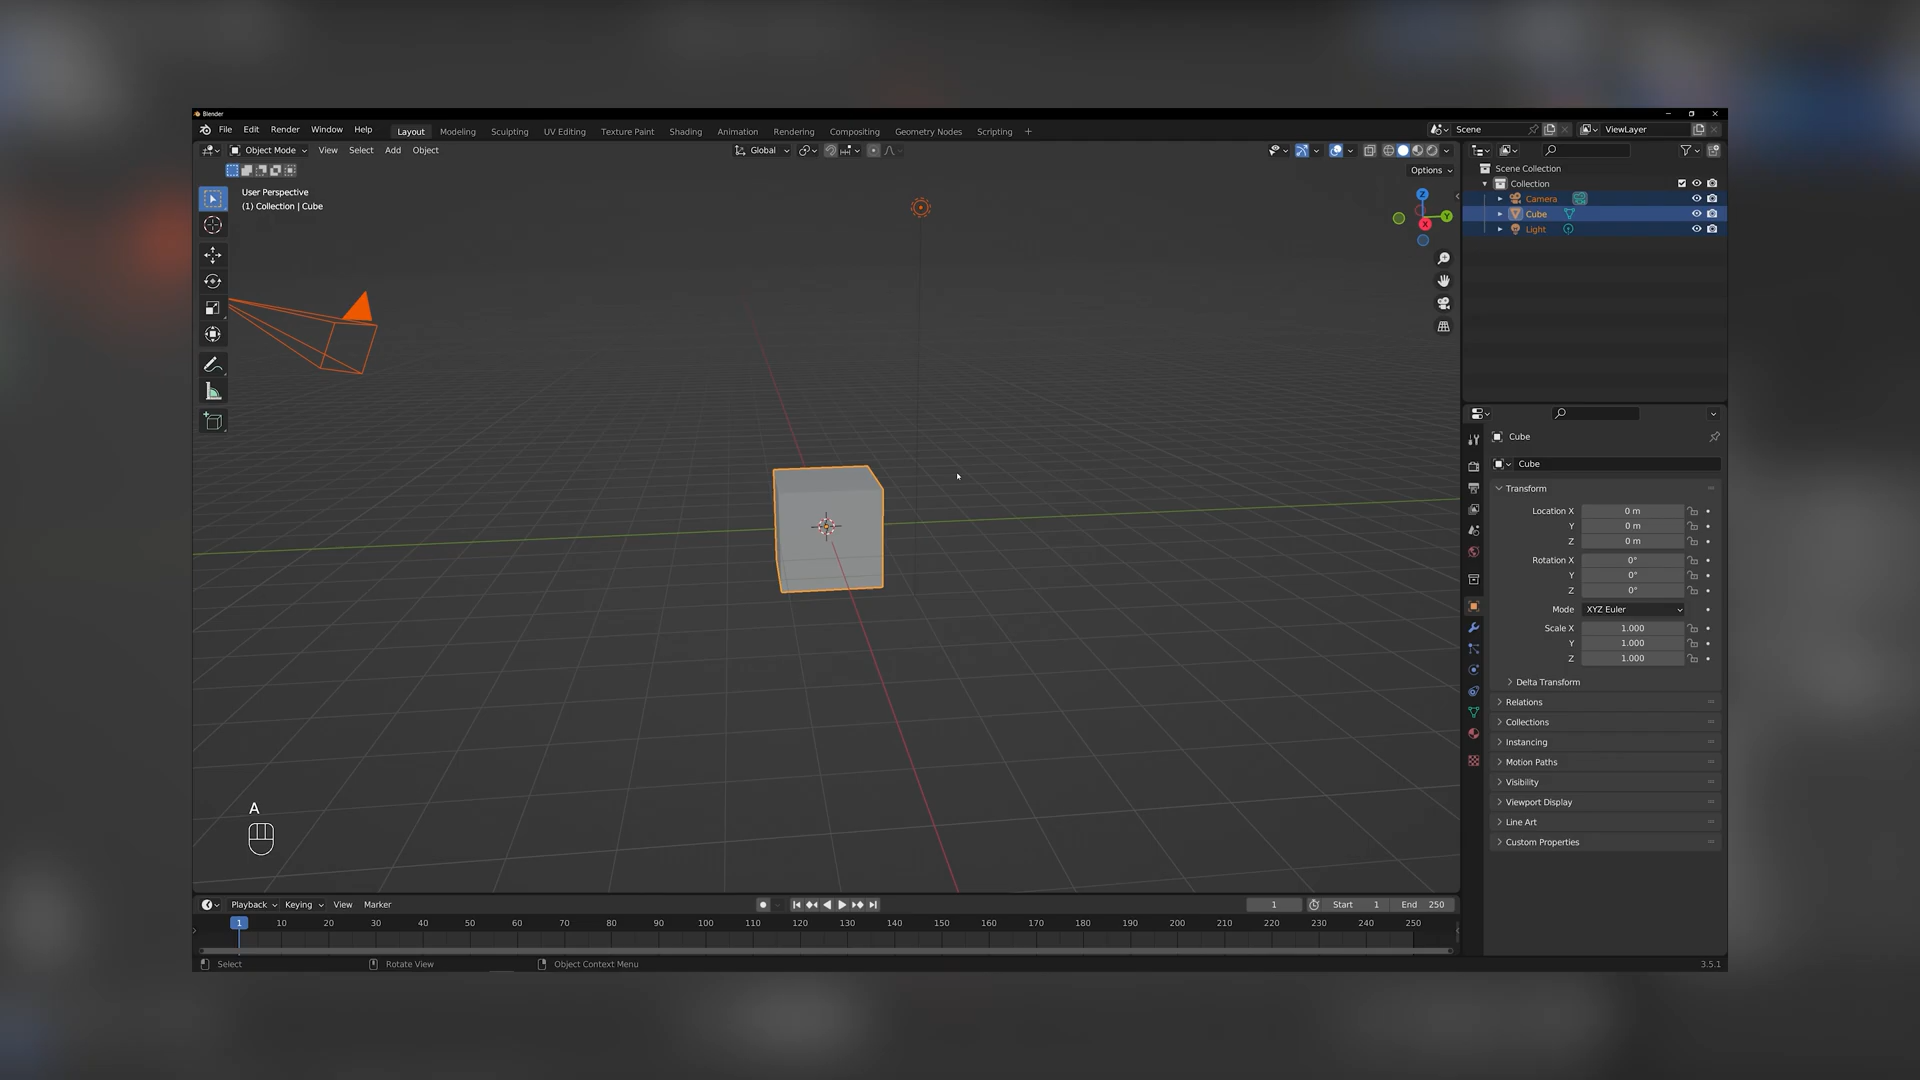 Blender
File Edit Render Window Help Layout Modeling Sculpting UV Editing Texture Paint Shading Animation Rendering Compositing Geometry Nodes Scripting + Scene ViewLayer
Object Mode View Select Add Object Global
Options
User Perspective
(1) Collection | Cube
Z
Y
X
Scene Collection
Collection
Camera
Cube
Light
Cube
Cube
Transform
Location X 0 m
Y 0 m
Z 0 m
Rotation X 0°
Y 0°
Z 0°
Mode XYZ Euler
Scale X 1.000
Y 1.000
Z 1.000
Delta Transform
Relations
Collections
Instancing
Motion Paths
Visibility
Viewport Display
Line Art
Custom Properties
A
Playback Keying View Marker 1 Start 1 End 250
1 10 20 30 40 50 60 70 80 90 100 110 120 130 140 150 160 170 180 190 200 210 220 230 240 250
Select Rotate View Object Context Menu 3.5.1